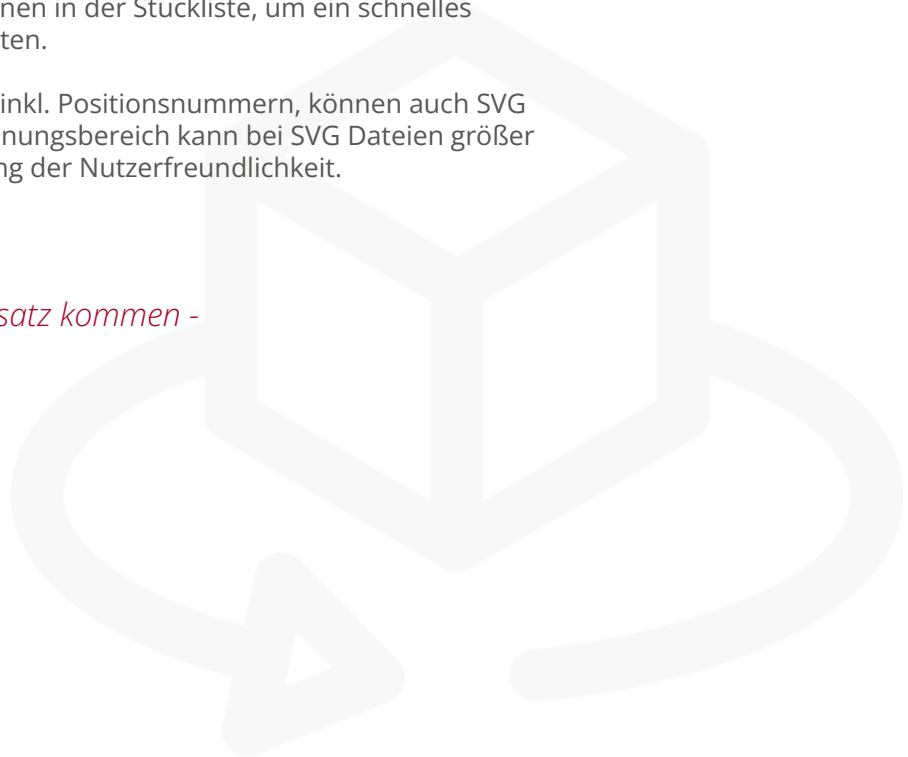 nen in der Stückliste, um ein schnelles
ten.
inkl. Positionsnummern, können auch SVG
nungsbereich kann bei SVG Dateien größer
ng der Nutzerfreundlichkeit.
satz kommen -